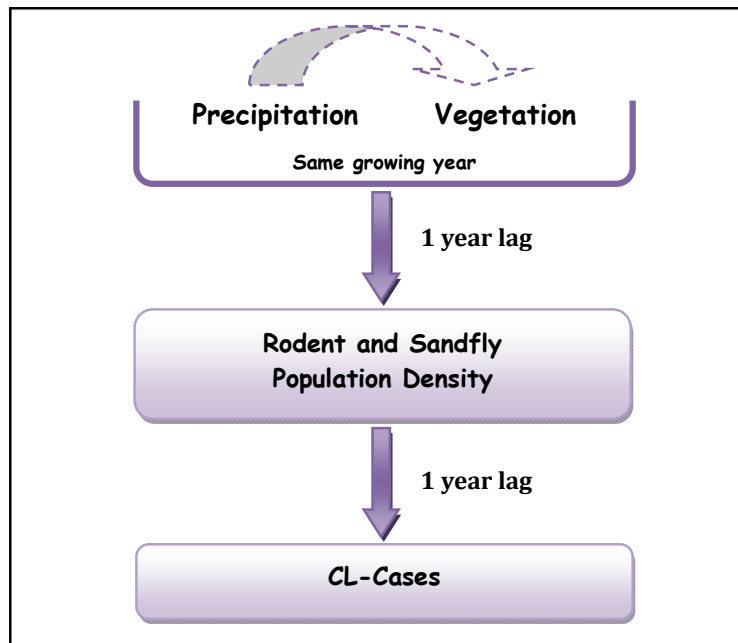 Precipitation Vegetation
Same growing year
1 year lag
Rodent and Sandfly
Population Density
1 year lag
CL-Cases